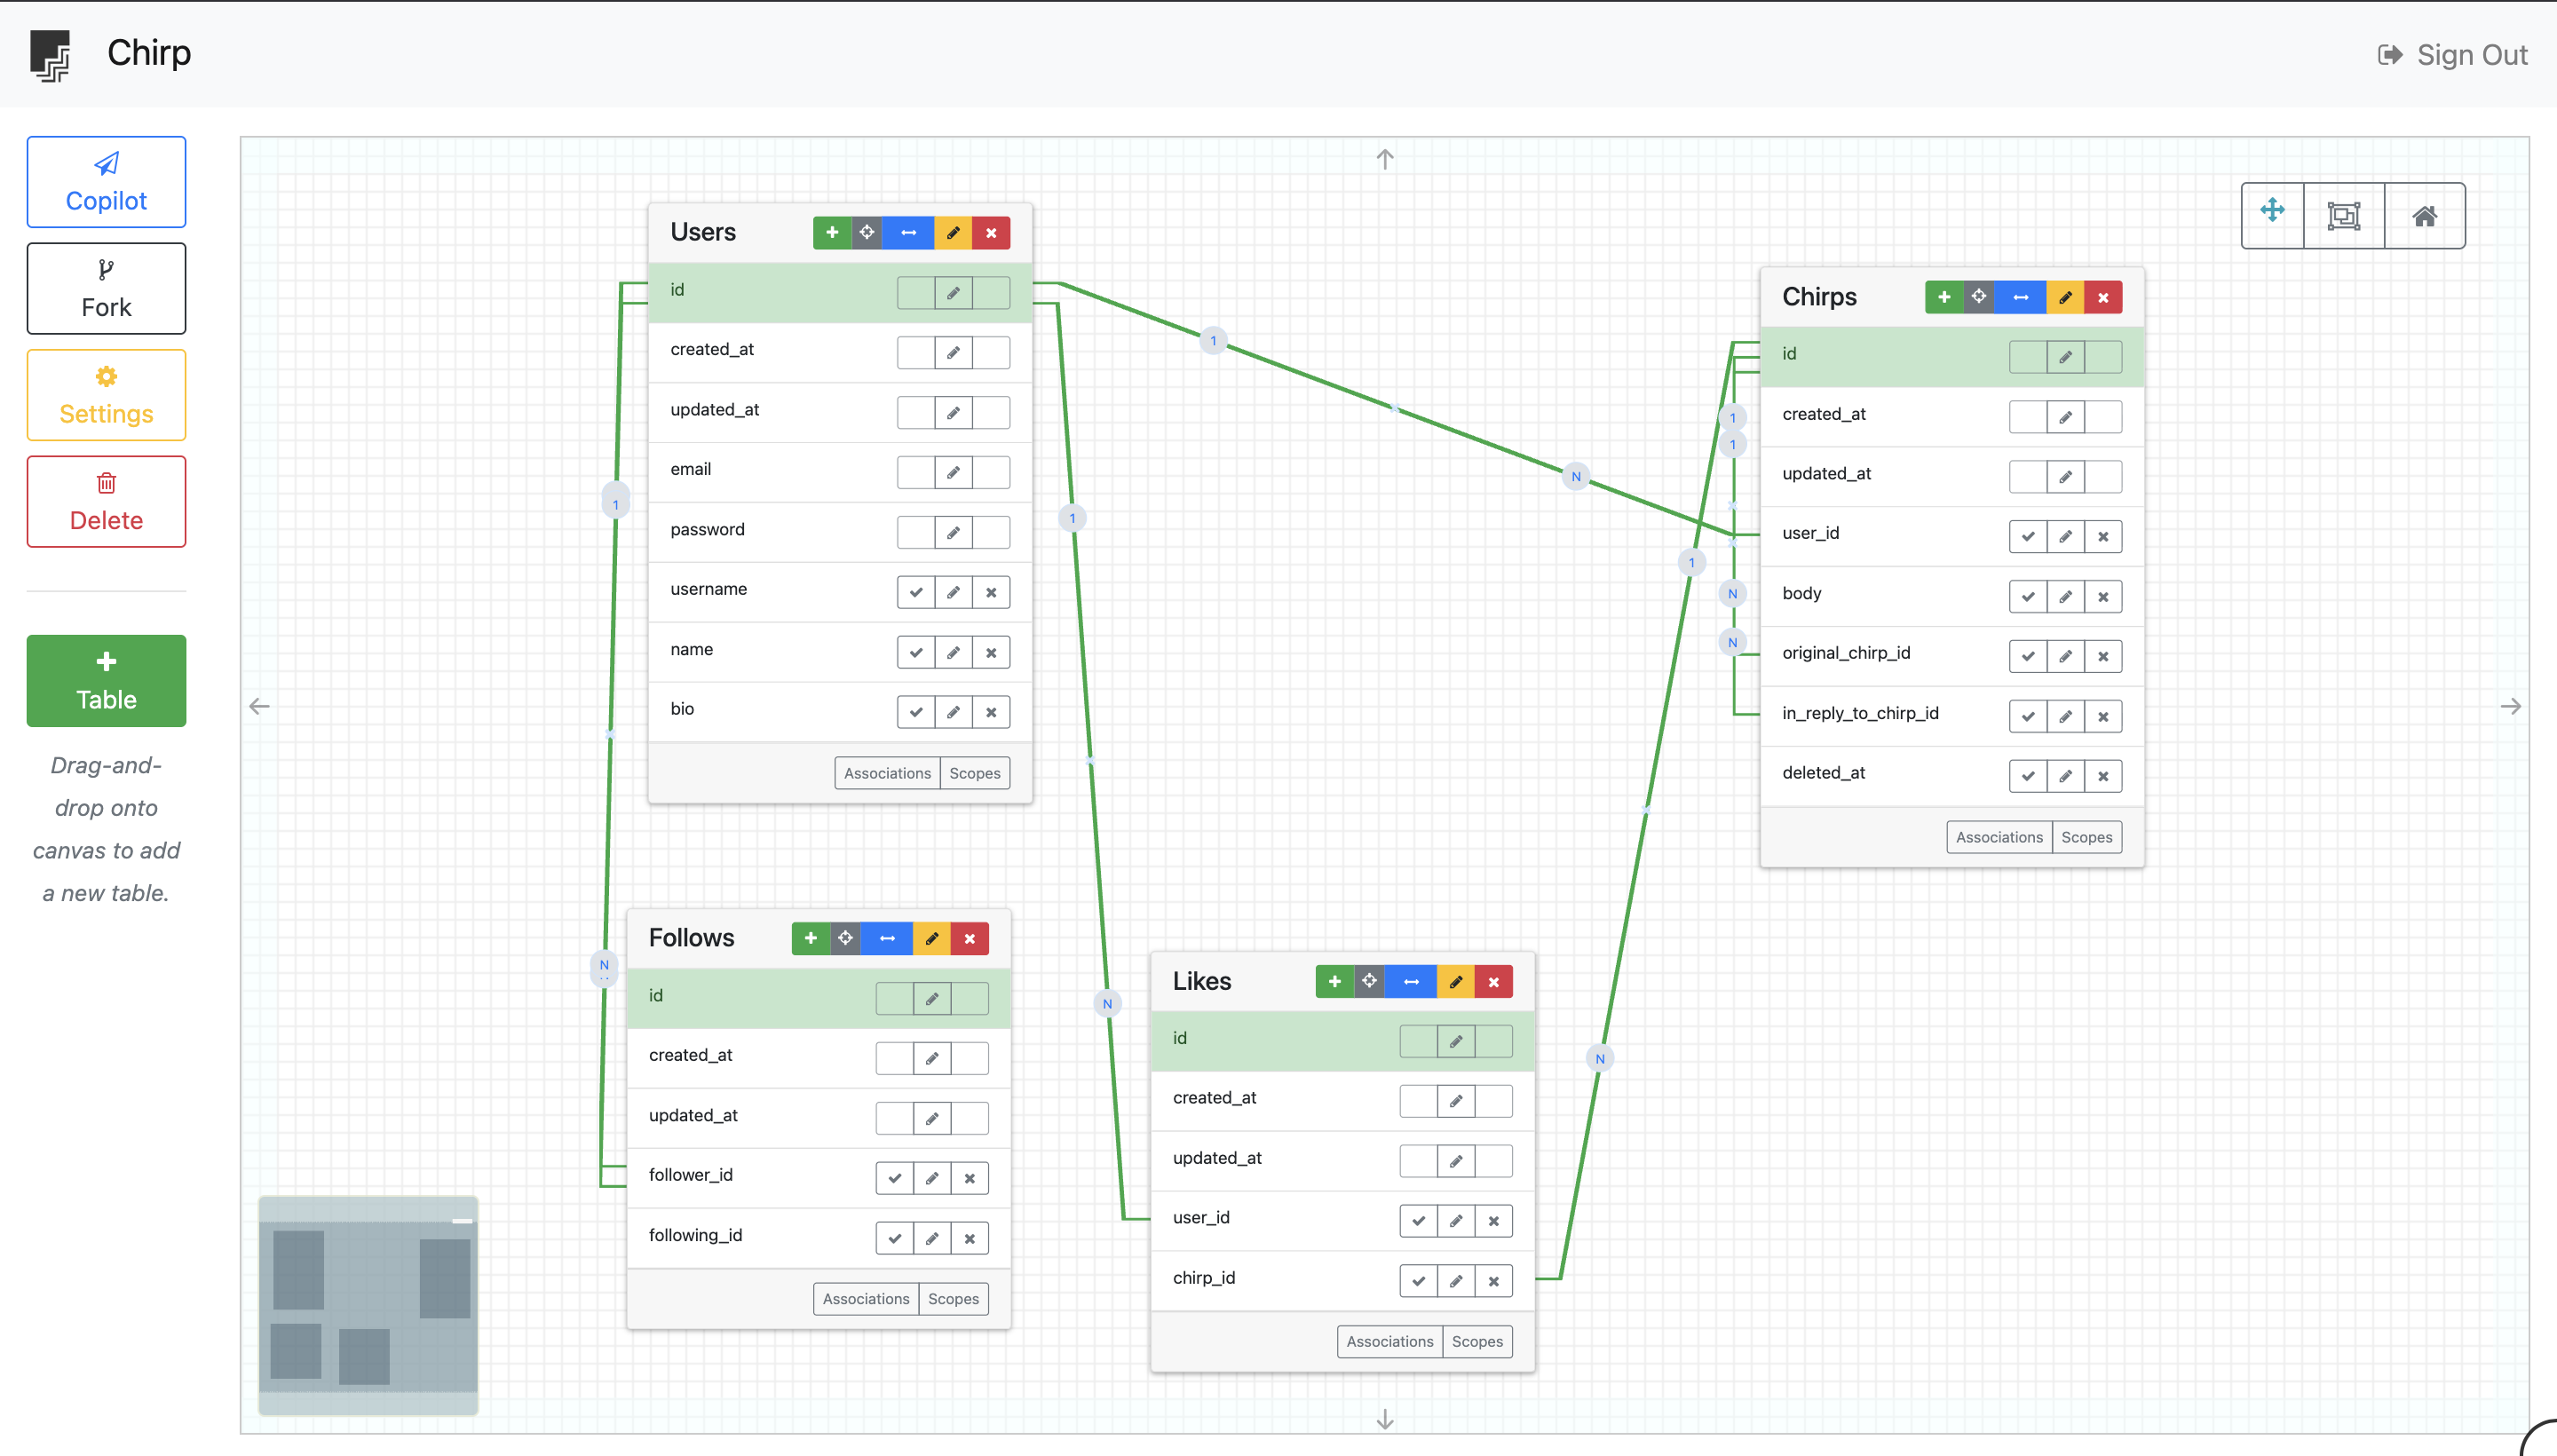 Chirp
Sign Out
Copilot
Fork
Settings
Delete
Table
Drag-and-
drop onto
canvas to add
a new table.
Users
id
created_at
updated_at
email
password
username
name
bio
Associations
Scopes
Chirps
id
created_at
updated_at
user_id
body
original_chirp_id
in_reply_to_chirp_id
deleted_at
Associations
Scopes
Follows
id
created_at
updated_at
follower_id
following_id
Associations
Scopes
Likes
id
created_at
updated_at
user_id
chirp_id
Associations
Scopes
1
N
1
1
1
1
N
N
1
N
N
N